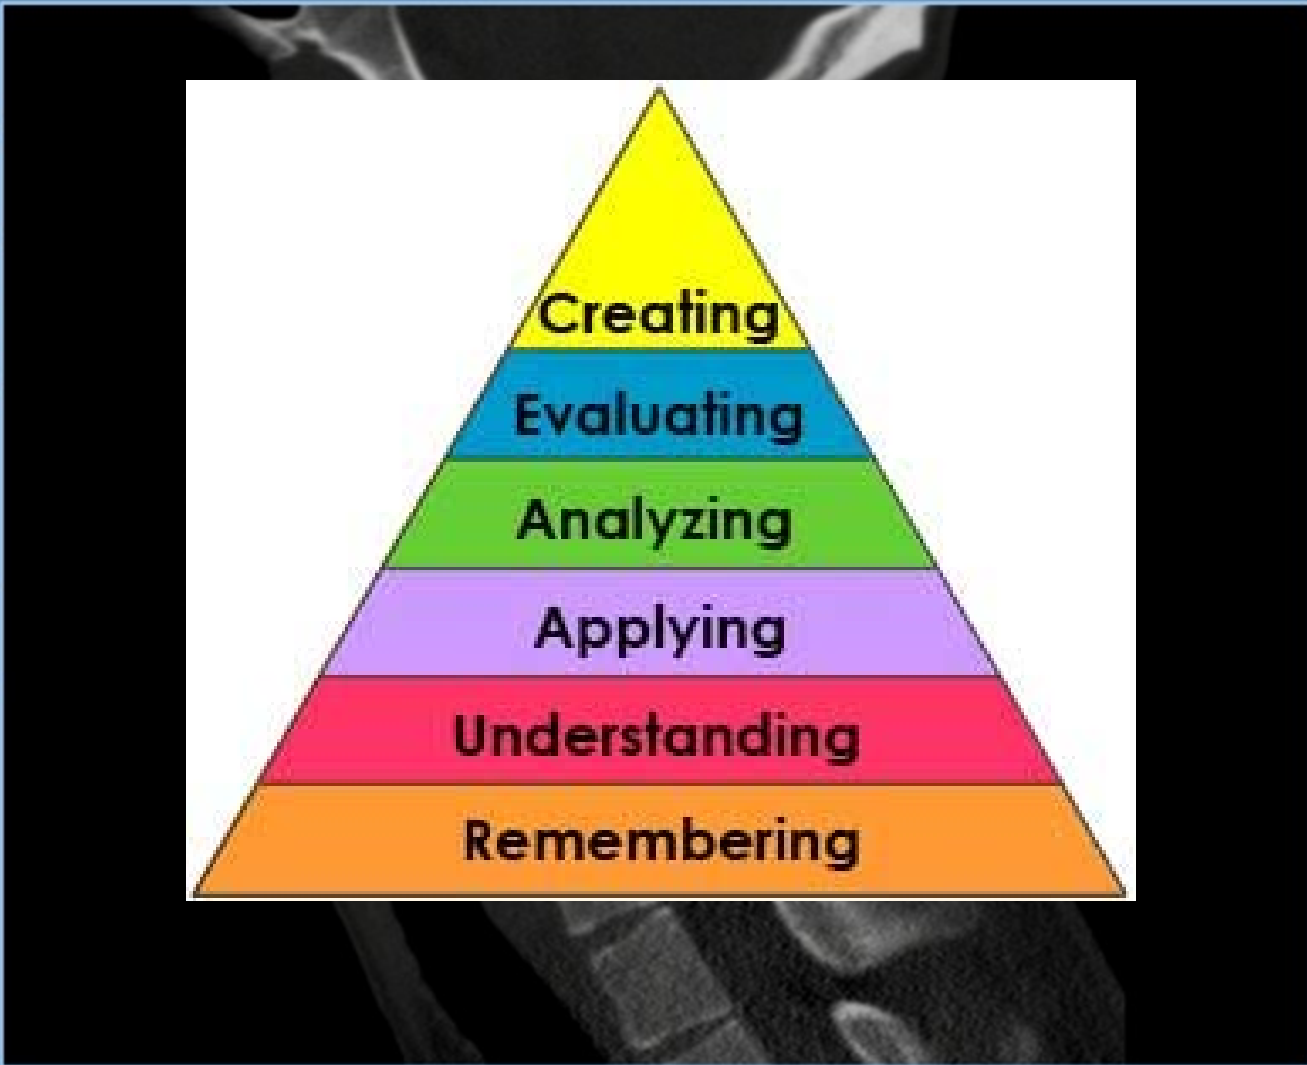 Creating
Evaluating
Analyzing
Applying
Understanding
Remembering